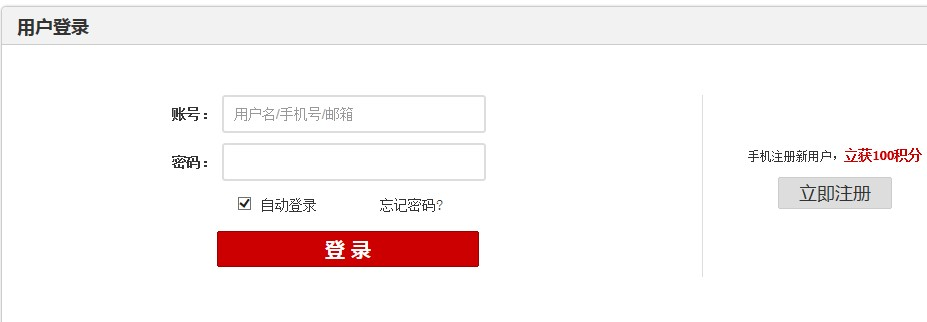 用户登录
账号： 用户名/手机号/邮箱
密码：
自动登录 忘记密码?
登 录
手机注册新用户，立获100积分
立即注册